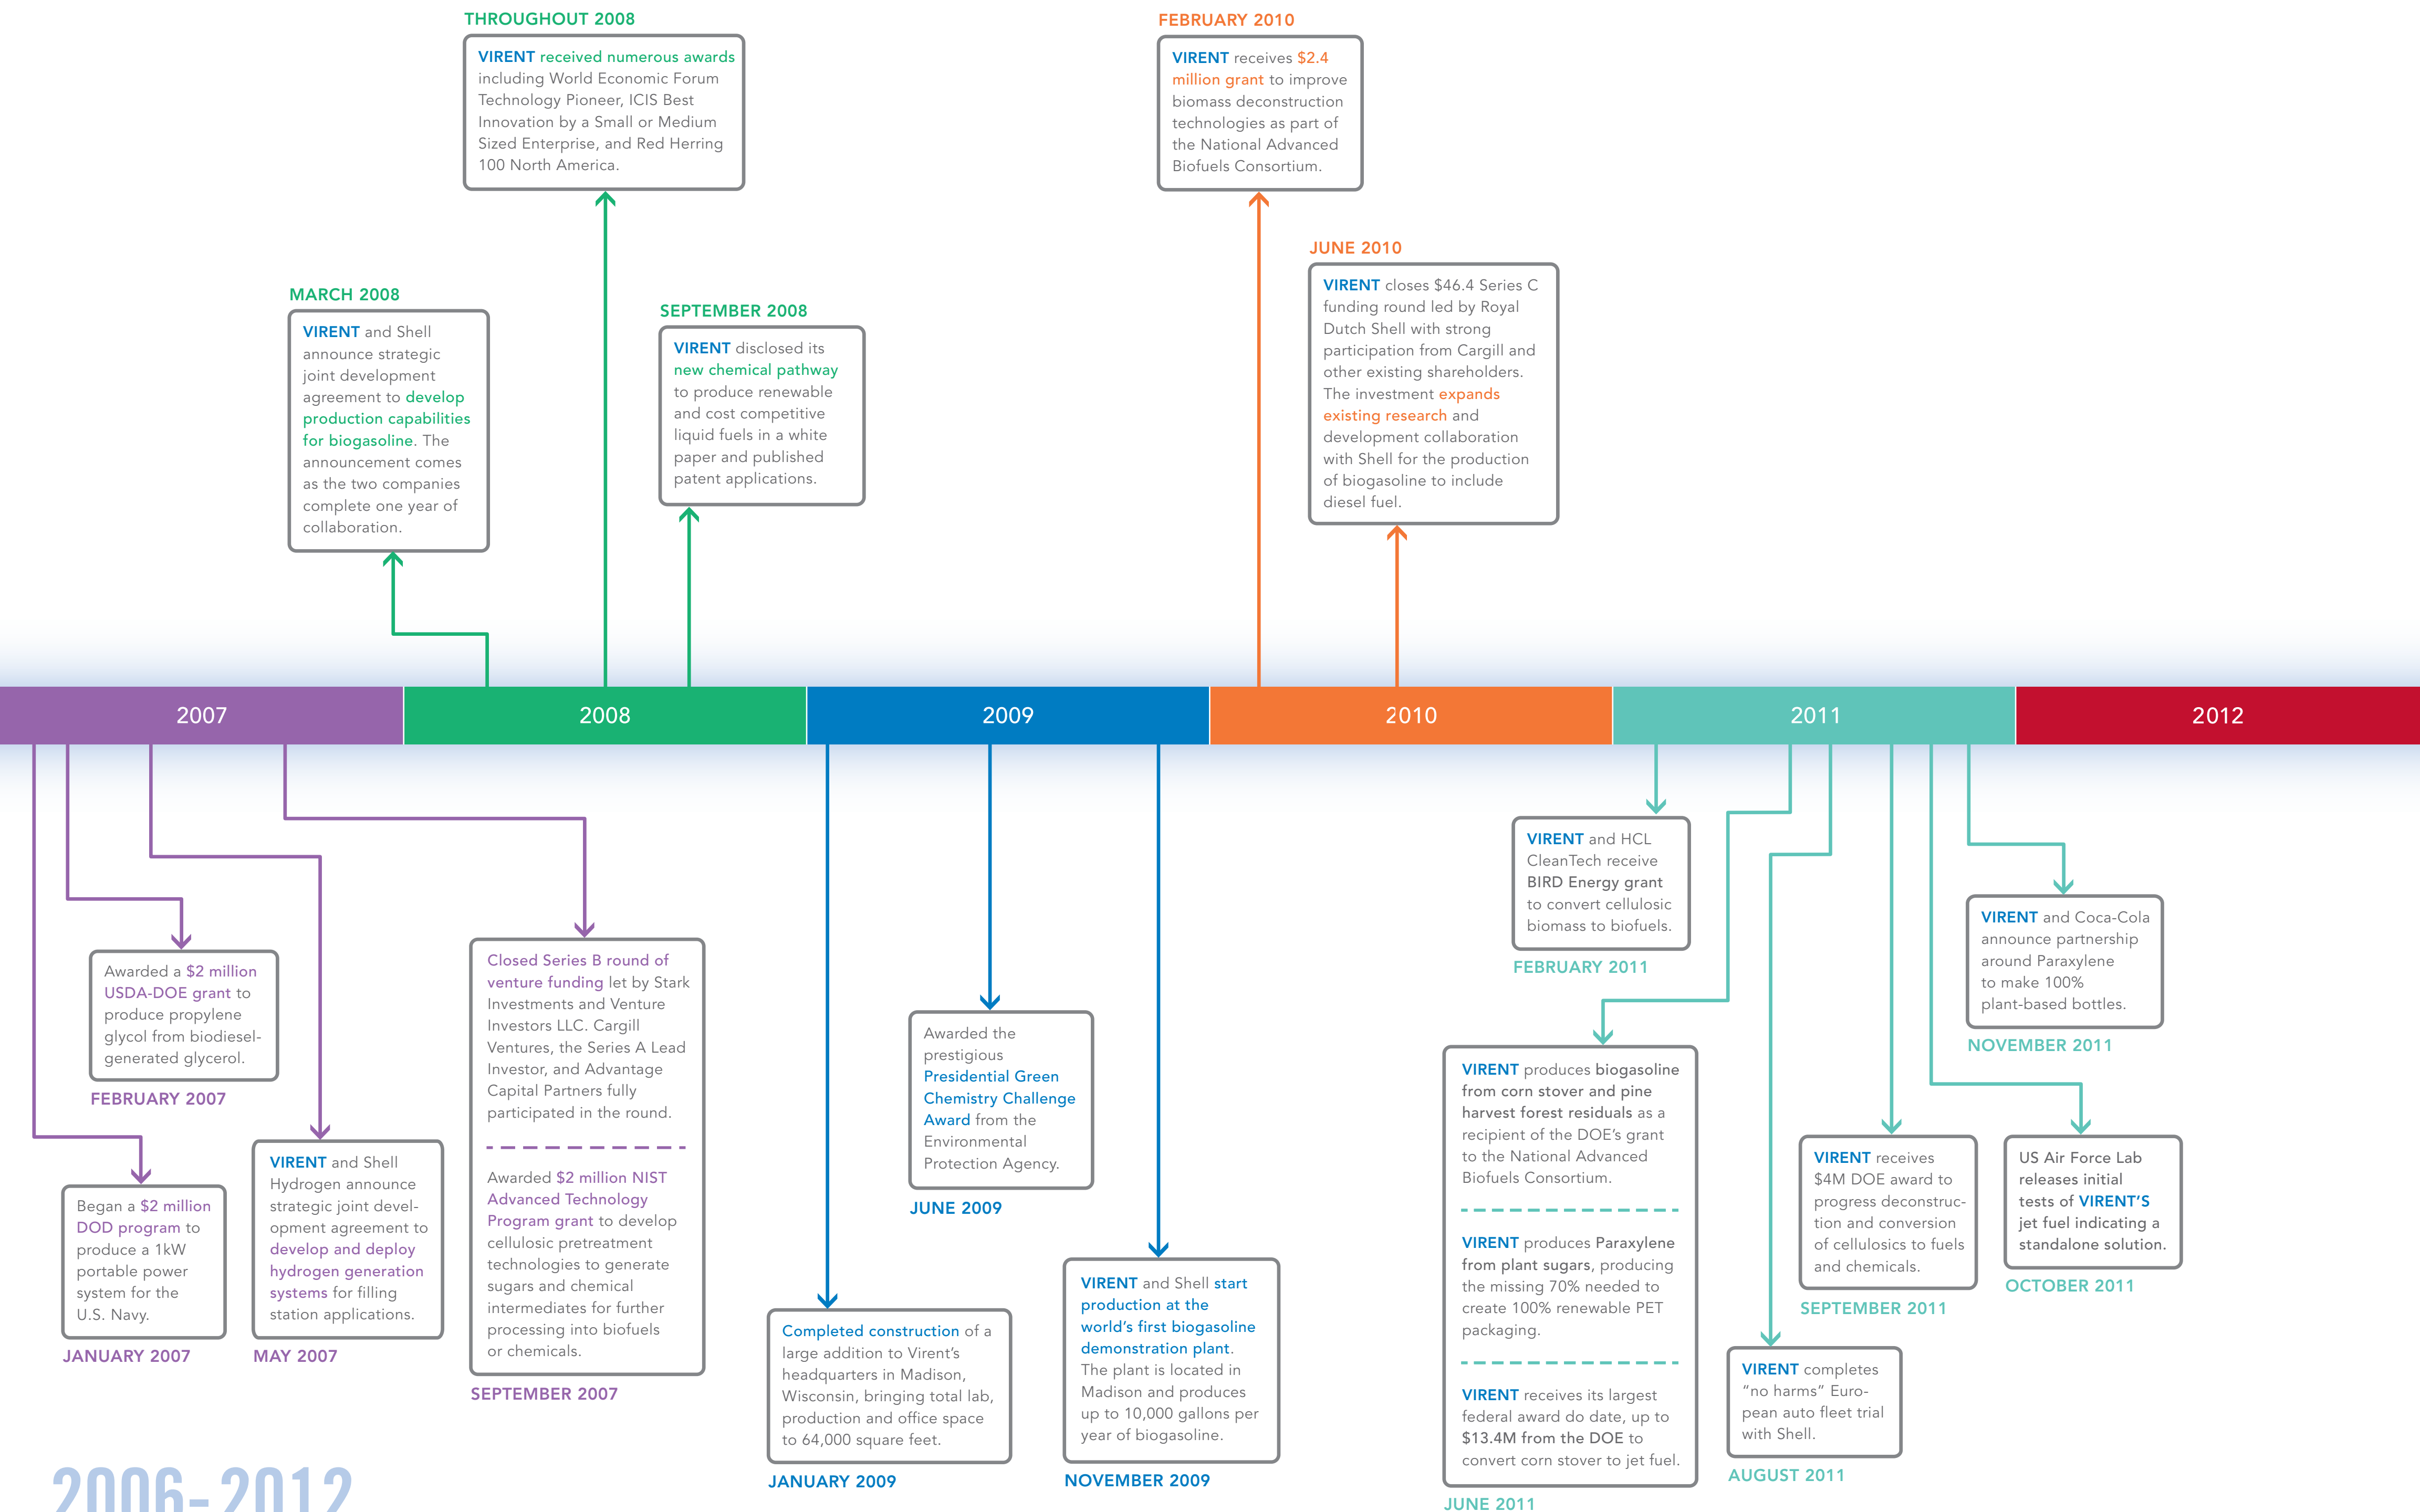 THROUGHOUT 2008
VIRENT received numerous awards
including World Economic Forum
Technology Pioneer, ICIS Best
Innovation by a Small or Medium
Sized Enterprise, and Red Herring
100 North America.
FEBRUARY 2010
VIRENT receives $2.4
million grant to improve
biomass deconstruction
technologies as part of
the National Advanced
Biofuels Consortium.
MARCH 2008
VIRENT and Shell
announce strategic
joint development
agreement to develop
production capabilities
for biogasoline. The
announcement comes
as the two companies
complete one year of
collaboration.
SEPTEMBER 2008
VIRENT disclosed its
new chemical pathway
to produce renewable
and cost competitive
liquid fuels in a white
paper and published
patent applications.
JUNE 2010
VIRENT closes $46.4 Series C
funding round led by Royal
Dutch Shell with strong
participation from Cargill and
other existing shareholders.
The investment expands
existing research and
development collaboration
with Shell for the production
of biogasoline to include
diesel fuel.
2007
2008
2009
2010
2011
2012
Awarded a $2 million
USDA-DOE grant to
produce propylene
glycol from biodiesel-
generated glycerol.
FEBRUARY 2007
Began a $2 million
DOD program to
produce a 1kW
portable power
system for the
U.S. Navy.
JANUARY 2007
VIRENT and Shell
Hydrogen announce
strategic joint devel-
opment agreement to
develop and deploy
hydrogen generation
systems for filling
station applications.
MAY 2007
Closed Series B round of
venture funding let by Stark
Investments and Venture
Investors LLC. Cargill
Ventures, the Series A Lead
Investor, and Advantage
Capital Partners fully
participated in the round.
Awarded $2 million NIST
Advanced Technology
Program grant to develop
cellulosic pretreatment
technologies to generate
sugars and chemical
intermediates for further
processing into biofuels
or chemicals.
SEPTEMBER 2007
Completed construction of a
large addition to Virent's
headquarters in Madison,
Wisconsin, bringing total lab,
production and office space
to 64,000 square feet.
JANUARY 2009
Awarded the
prestigious
Presidential Green
Chemistry Challenge
Award from the
Environmental
Protection Agency.
JUNE 2009
VIRENT and Shell start
production at the
world's first biogasoline
demonstration plant.
The plant is located in
Madison and produces
up to 10,000 gallons per
year of biogasoline.
NOVEMBER 2009
VIRENT and HCL
CleanTech receive
BIRD Energy grant
to convert cellulosic
biomass to biofuels.
FEBRUARY 2011
VIRENT produces biogasoline
from corn stover and pine
harvest forest residuals as a
recipient of the DOE's grant
to the National Advanced
Biofuels Consortium.
VIRENT produces Paraxylene
from plant sugars, producing
the missing 70% needed to
create 100% renewable PET
packaging.
VIRENT receives its largest
federal award do date, up to
$13.4M from the DOE to
convert corn stover to jet fuel.
JUNE 2011
VIRENT completes
"no harms" Euro-
pean auto fleet trial
with Shell.
AUGUST 2011
VIRENT receives
$4M DOE award to
progress deconstruc-
tion and conversion
of cellulosics to fuels
and chemicals.
SEPTEMBER 2011
US Air Force Lab
releases initial
tests of VIRENT'S
jet fuel indicating a
standalone solution.
OCTOBER 2011
VIRENT and Coca-Cola
announce partnership
around Paraxylene
to make 100%
plant-based bottles.
NOVEMBER 2011
2006-2012